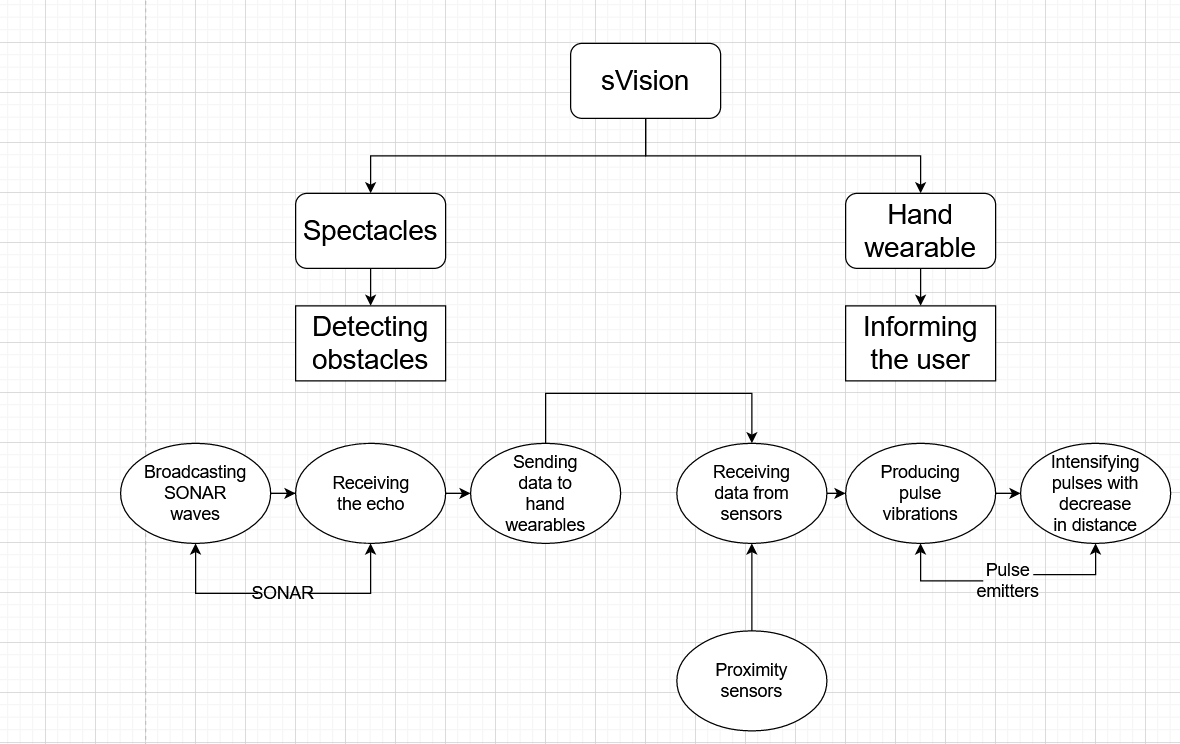 sVision
Spectacles
Hand
wearable
Detecting
obstacles
Informing
the user
Broadcasting
SONAR
waves
Receiving
the echo
Sending
data to
hand
wearables
Receiving
data from
sensors
Producing
pulse
vibrations
Intensifying
pulses with
decrease
in distance
SONAR
Pulse
emitters
Proximity
sensors